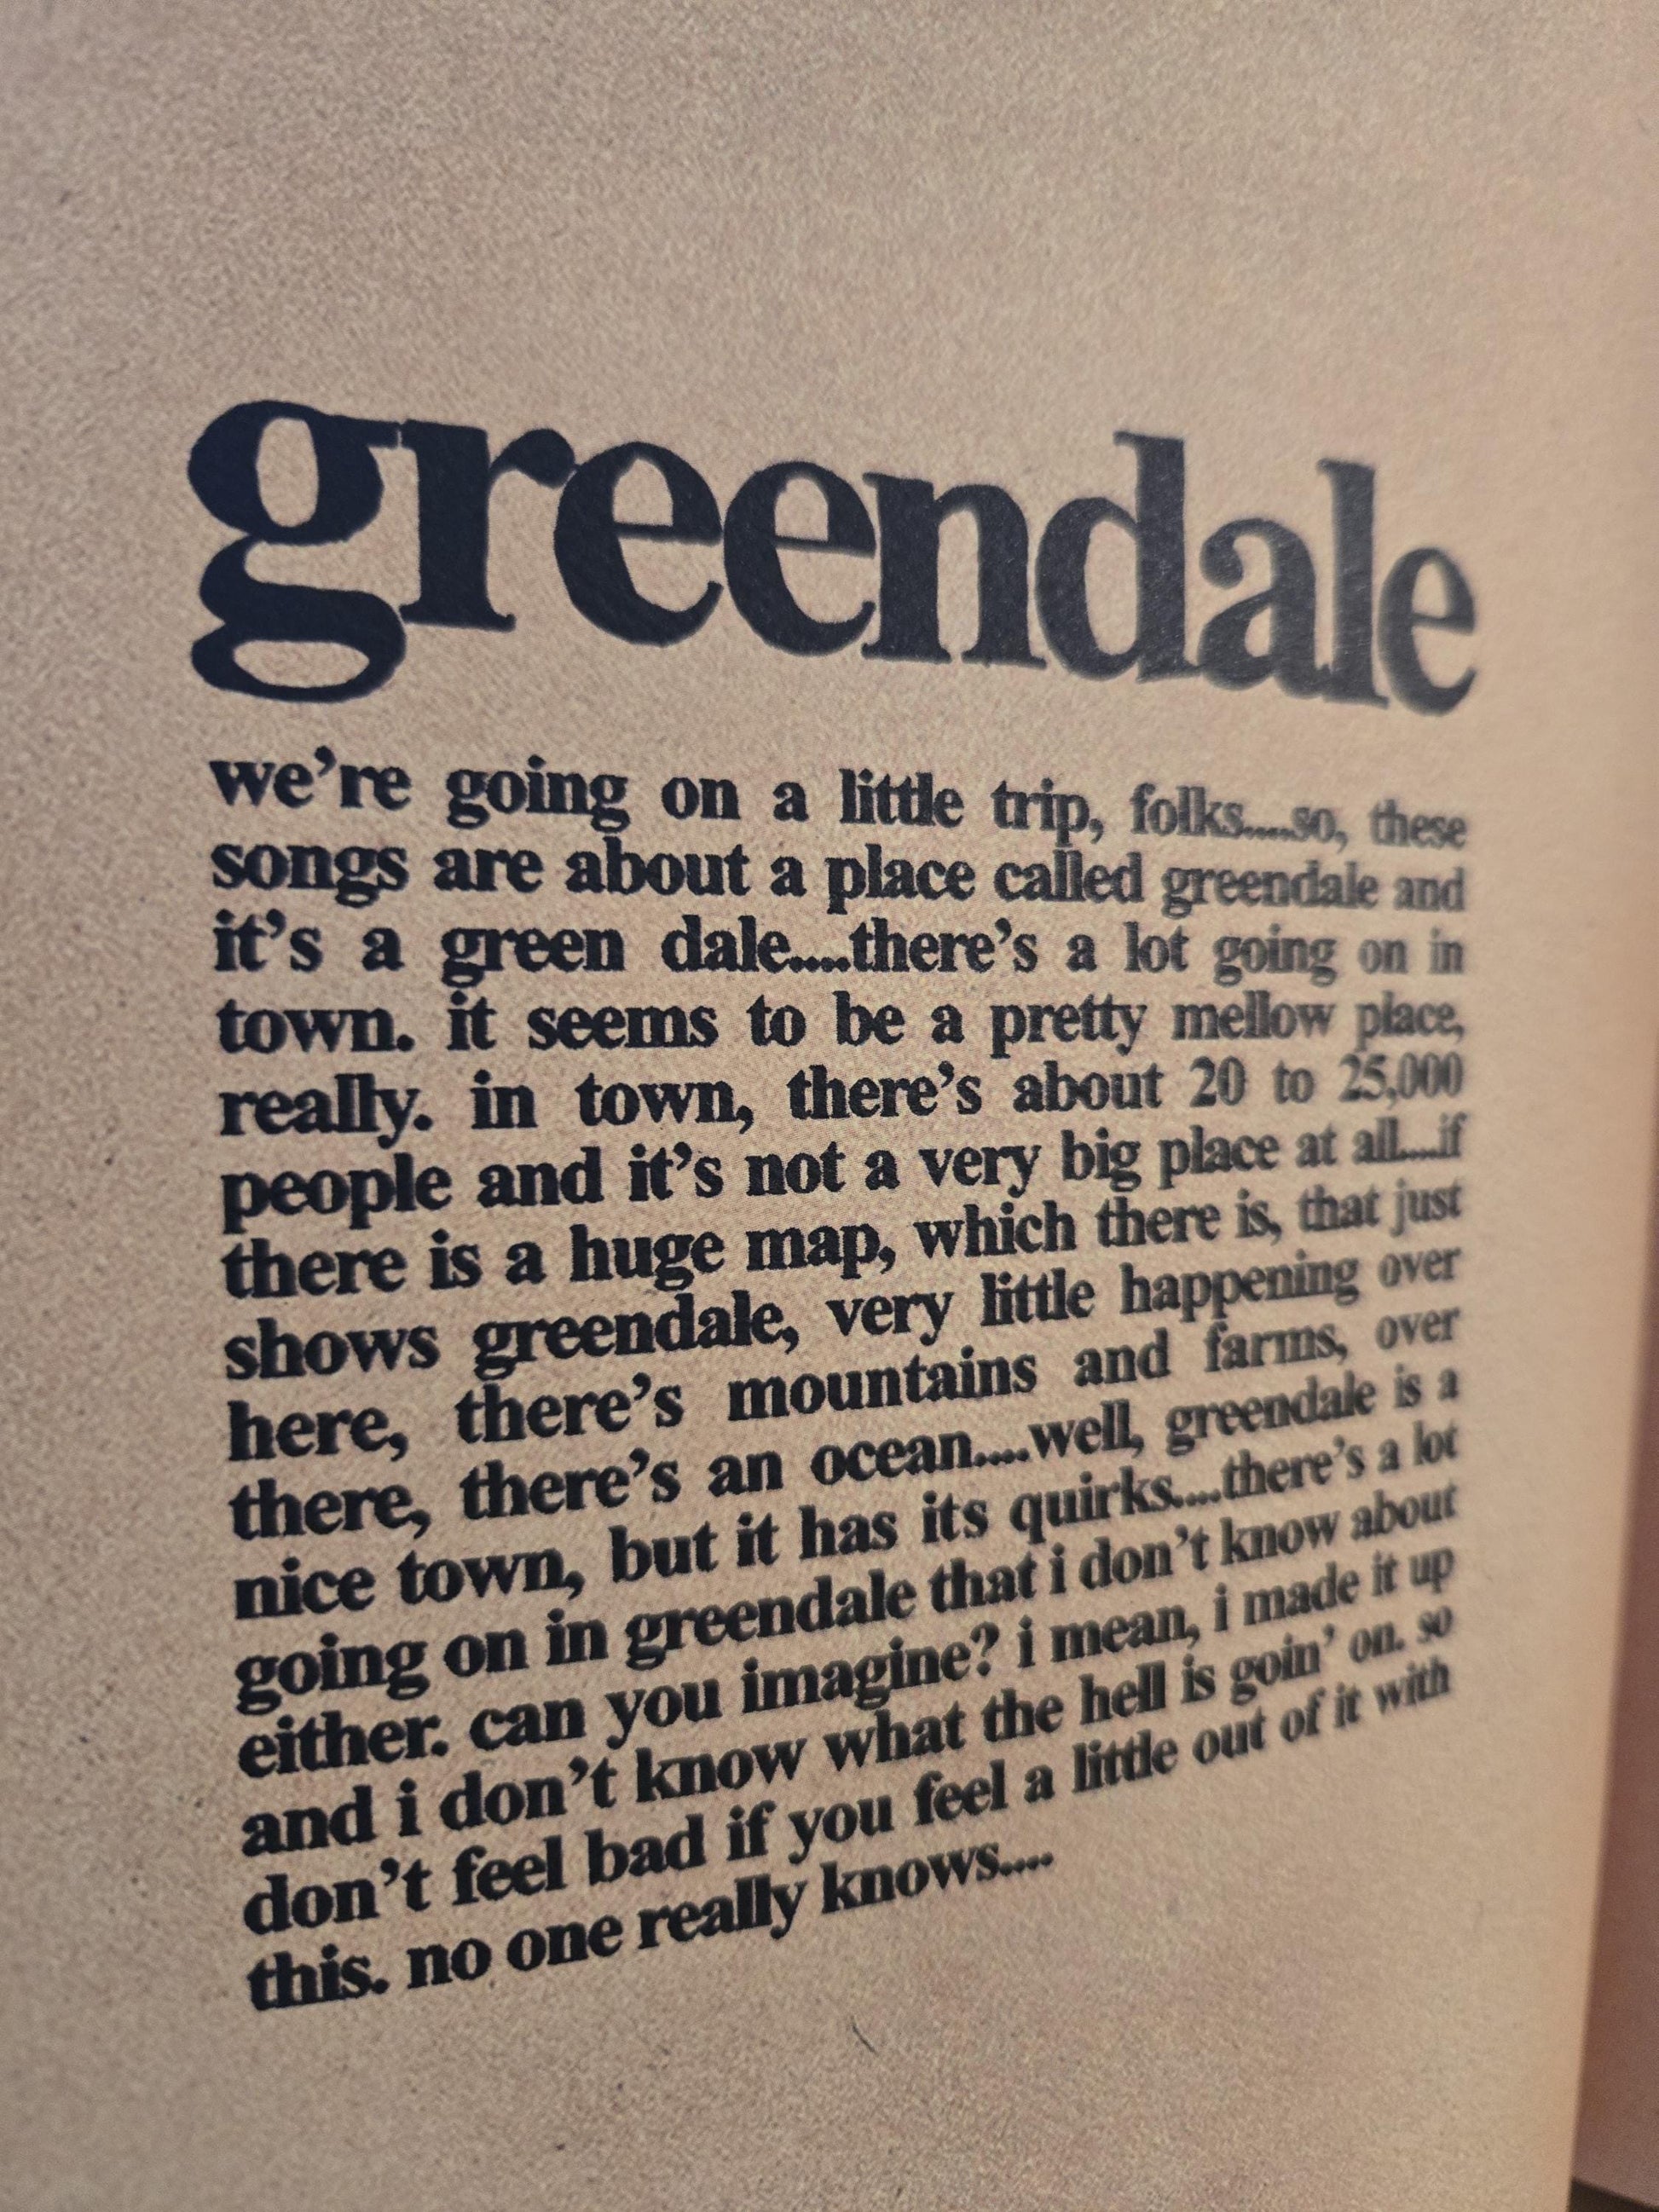 greendale
we're going on a little trip, folks....so, these
songs are about a place called greendale and
it's a green dale....there's a lot going on in
town. it seems to be a pretty mellow place,
really. in town, there's about 20 to 25,000
people and it's not a very big place at all....if
there is a huge map, which there is, that just
shows greendale, very little happening over
here, there's mountains and farms, over
there, there's an ocean....well, greendale is a
nice town, but it has its quirks....there's a lot
going on in greendale that i don't know about
either. can you imagine? i mean, i made it up
and i don't know what the hell is goin' on. so
don't feel bad if you feel a little out of it with
this. no one really knows....